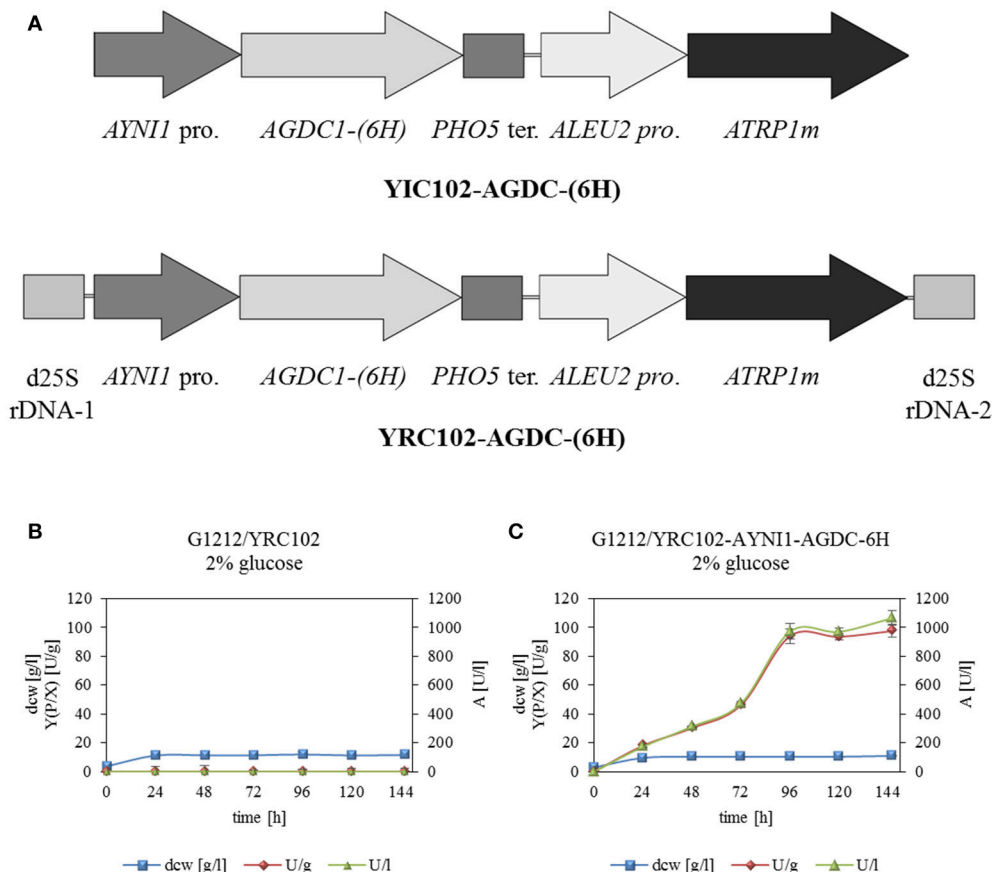 A
AYNI1 pro. AGDC1-(6H) PHO5 ter. ALEU2 pro. ATRP1m
YIC102-AGDC-(6H)
d25S rDNA-1 AYNI1 pro. AGDC1-(6H) PHO5 ter. ALEU2 pro. ATRP1m d25S rDNA-2
YRC102-AGDC-(6H)
B
G1212/YRC102
2% glucose
dcw [g/l]
Y(P/X) [U/g]
120
100
80
60
40
20
0
1200
1000
800
600
400
200
0
A [U/l]
0 24 48 72 96 120 144
time [h]
dcw [g/l] U/g U/l
C
G1212/YRC102-AYNI1-AGDC-6H
2% glucose
dcw [g/l]
Y(P/X) [U/g]
120
100
80
60
40
20
0
1200
1000
800
600
400
200
0
A [U/l]
0 24 48 72 96 120 144
time [h]
dcw [g/l] U/g U/l